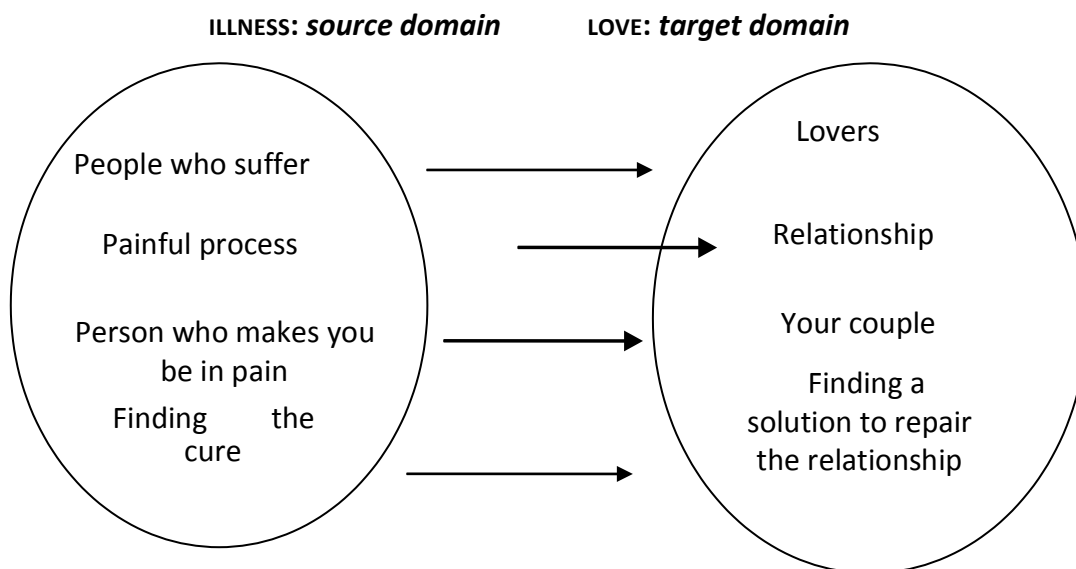 ILLNESS: source domain LOVE: target domain
People who suffer
Painful process
Person who makes you
be in pain
Finding the
cure
Lovers
Relationship
Your couple
Finding a
solution to repair
the relationship